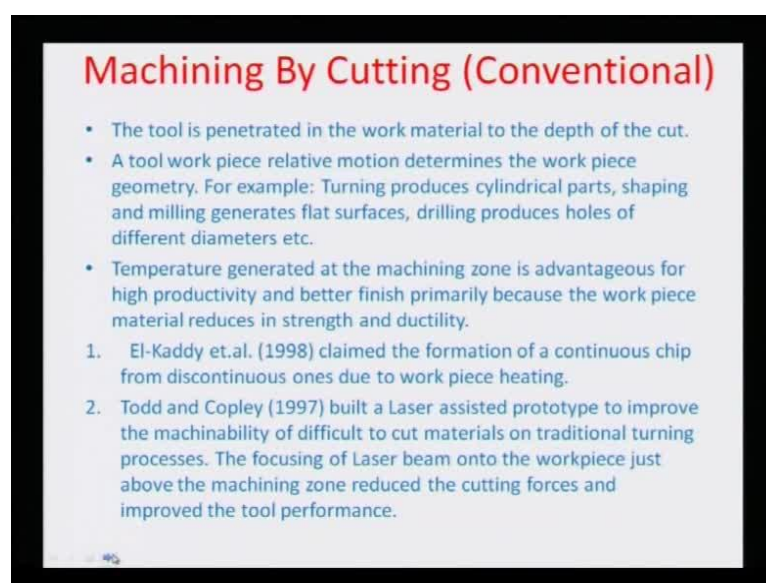 Machining By Cutting (Conventional)
• The tool is penetrated in the work material to the depth of the cut.
• A tool work piece relative motion determines the work piece
geometry. For example: Turning produces cylindrical parts, shaping
and milling generates flat surfaces, drilling produces holes of
different diameters etc.
• Temperature generated at the machining zone is advantageous for
high productivity and better finish primarily because the work piece
material reduces in strength and ductility.
1. El-Kaddy et.al. (1998) claimed the formation of a continuous chip
from discontinuous ones due to work piece heating.
2. Todd and Copley (1997) built a Laser assisted prototype to improve
the machinability of difficult to cut materials on traditional turning
processes. The focusing of Laser beam onto the workpiece just
above the machining zone reduced the cutting forces and
improved the tool performance.